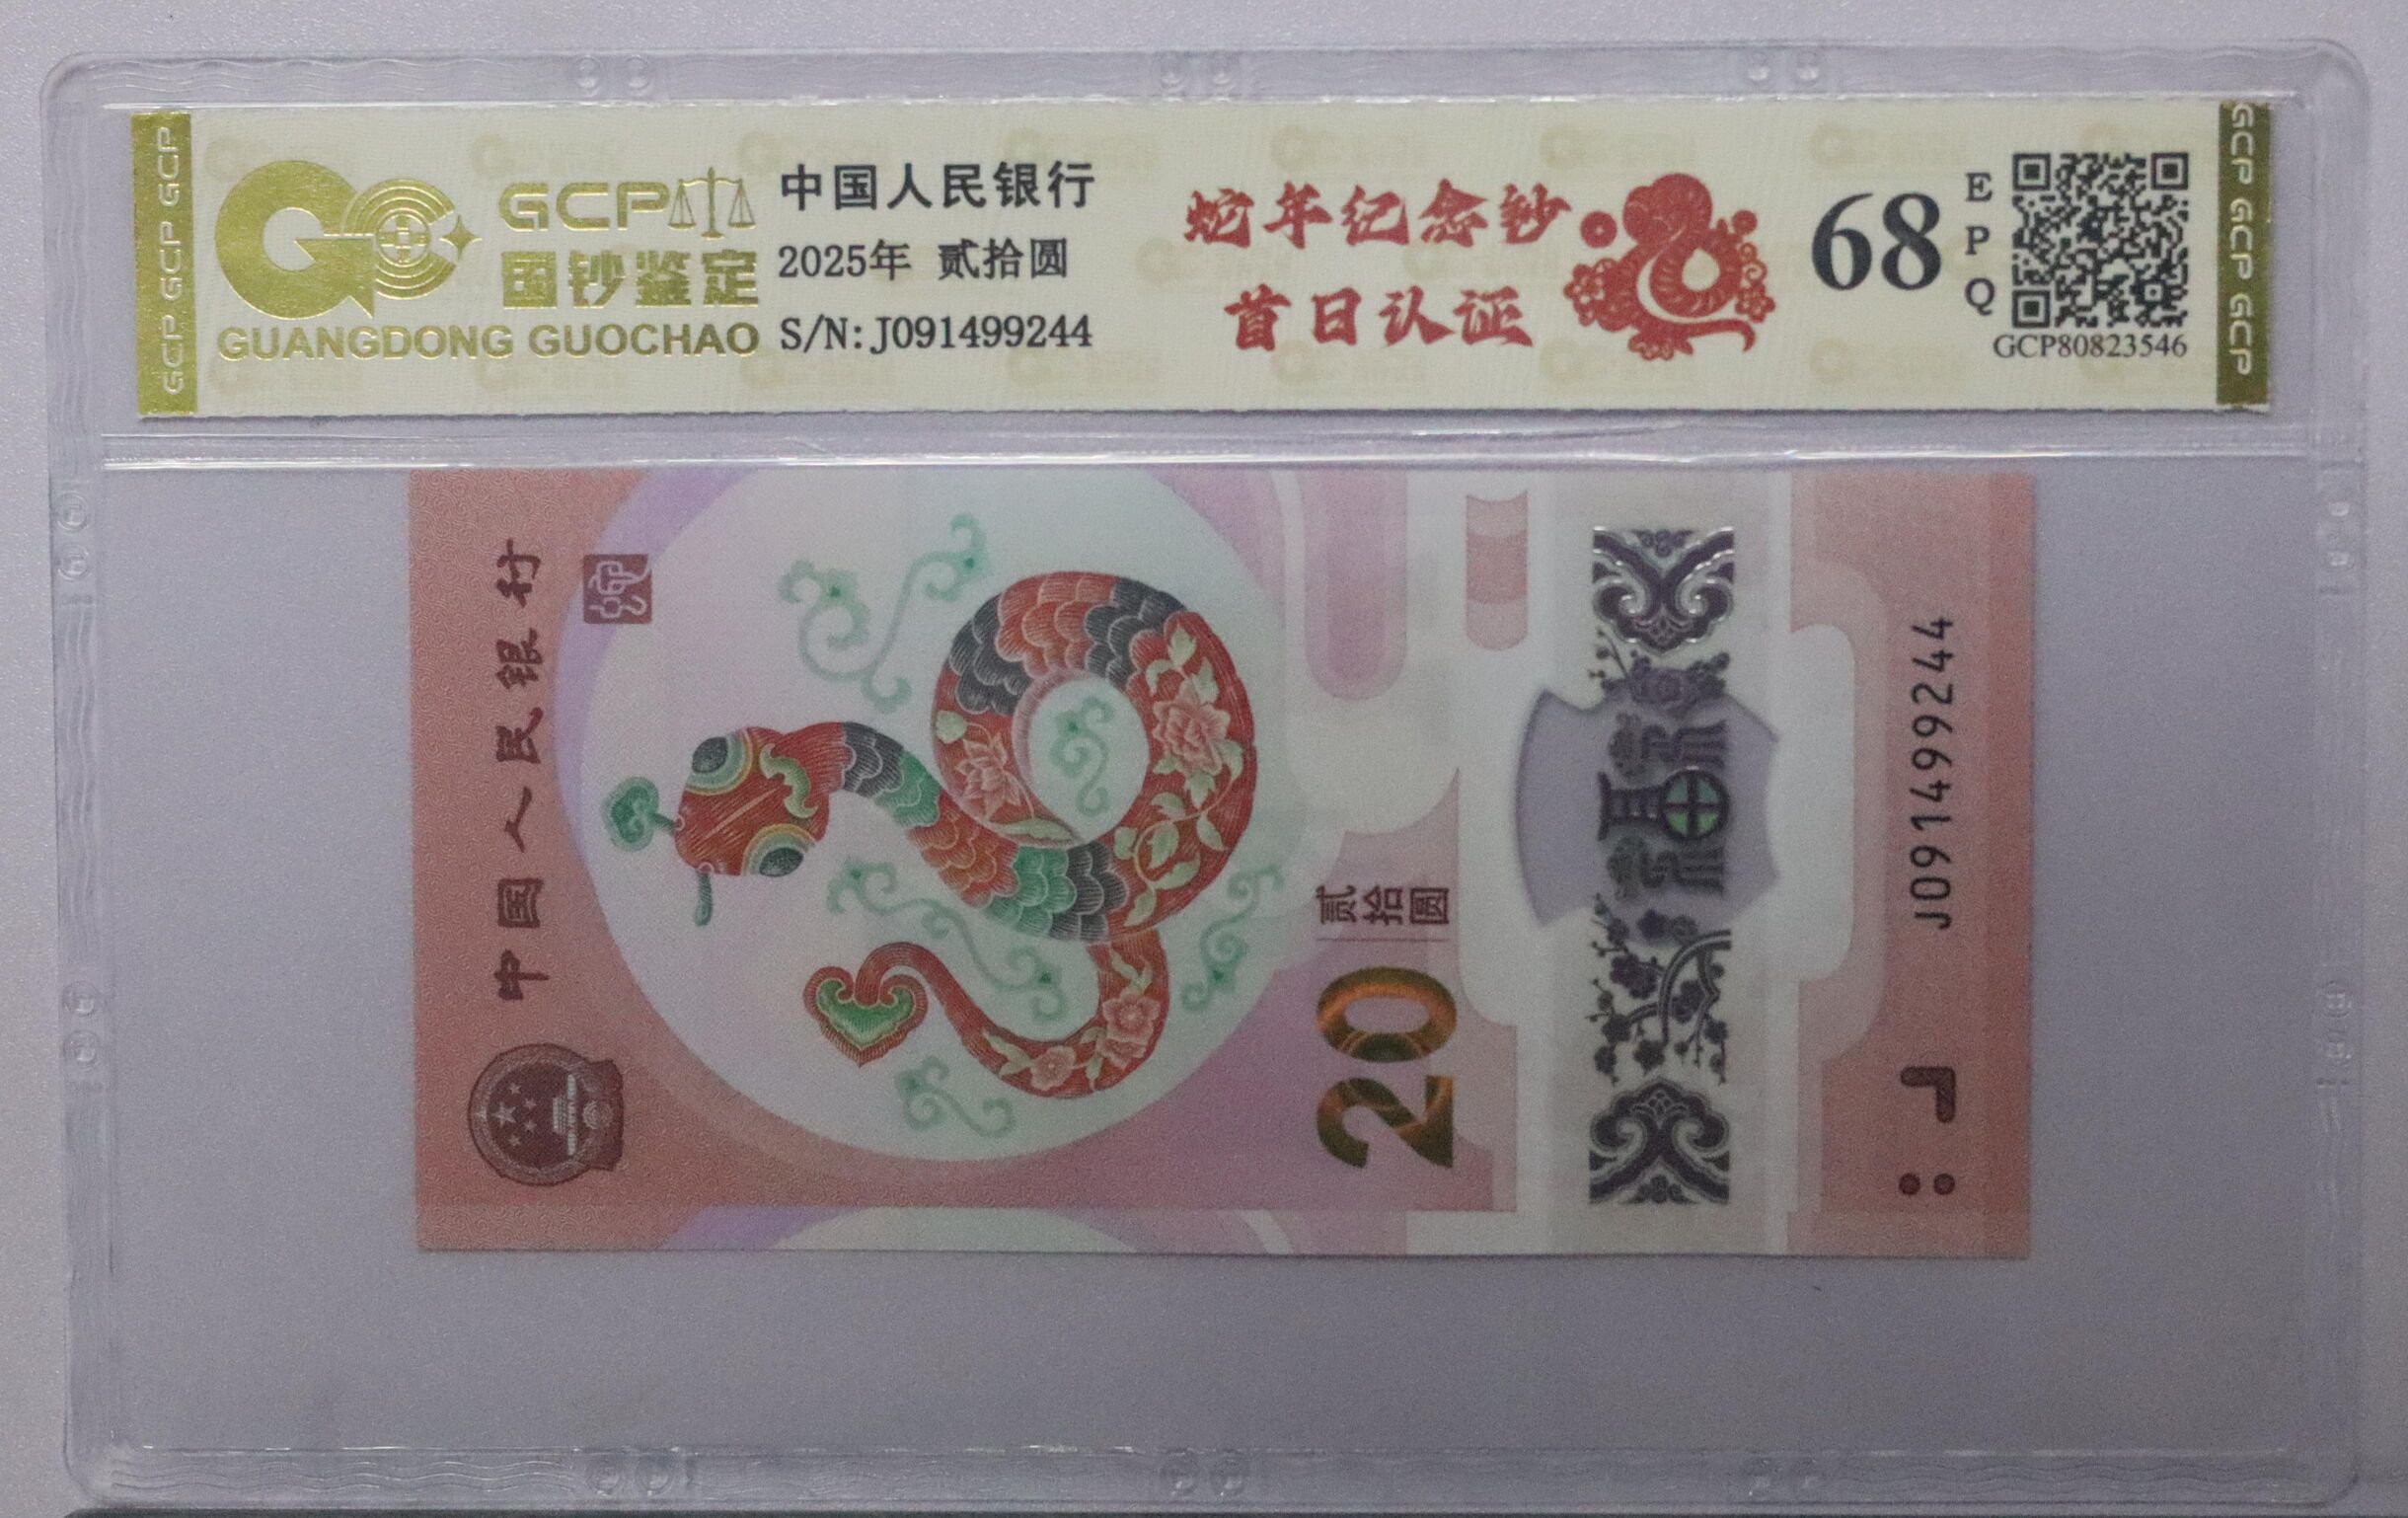 GCP GCP GCP
GCP
国钞鉴定
GUANGDONG GUOCHAO
中国人民银行
2025年 贰拾圆
S/N:J091499244
蛇年纪念钞
首日认证
68
EPQ
GCP80823546
GCP GCP GCP
中国人民银行
20
贰拾圆
福
J091499244